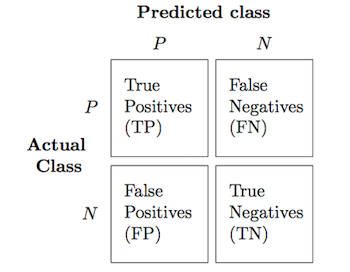 Predicted class
P N
True
Positives
(TP)
False
Negatives
(FN)
P
Actual
Class
False
Positives
(FP)
True
Negatives
(TN)
N